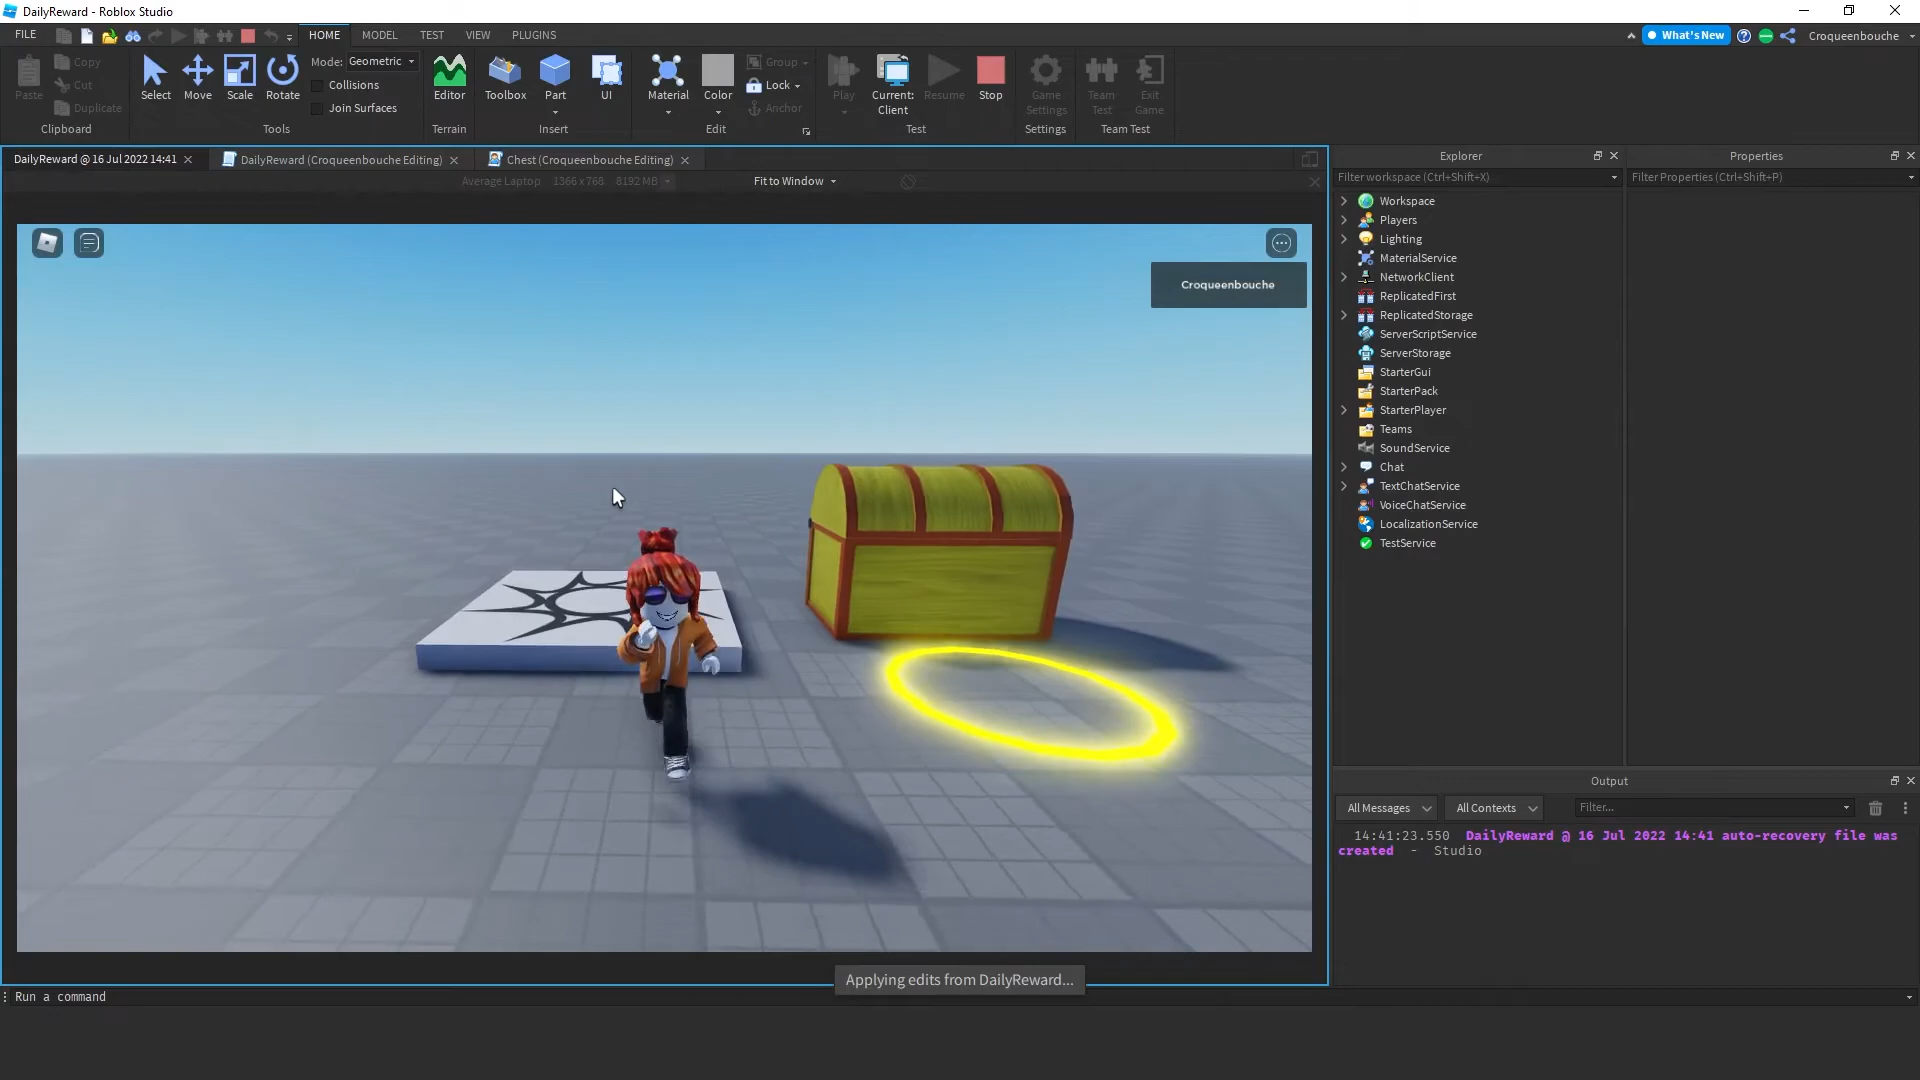 DailyReward - Roblox Studio
FILE
HOME
MODEL
TEST
VIEW
PLUGINS
What's New
Croqueenbouche
Paste
Copy
Cut
Duplicate
Clipboard
Select
Move
Scale
Rotate
Mode: Geometric
Collisions
Join Surfaces
Tools
Editor
Terrain
Toolbox
Part
UI
Insert
Material
Color
Group
Lock
Anchor
Edit
Play
Current:
Client
Resume
Stop
Test
Game
Settings
Settings
Team
Test
Exit
Game
Team Test
DailyReward @ 16 Jul 2022 14:41
DailyReward (Croqueenbouche Editing)
Chest (Croqueenbouche Editing)
Average Laptop 1366 x 768 8192 MB
Fit to Window
Croqueenbouche
Applying edits from DailyReward...
Explorer
Filter workspace (Ctrl+Shift+X)
Workspace
Players
Lighting
MaterialService
NetworkClient
ReplicatedFirst
ReplicatedStorage
ServerScriptService
ServerStorage
StarterGui
StarterPack
StarterPlayer
Teams
SoundService
Chat
TextChatService
VoiceChatService
LocalizationService
TestService
Properties
Filter Properties (Ctrl+Shift+P)
Output
All Messages
All Contexts
Filter...
14:41:23.550 DailyReward @ 16 Jul 2022 14:41 auto-recovery file was
created - Studio
Run a command